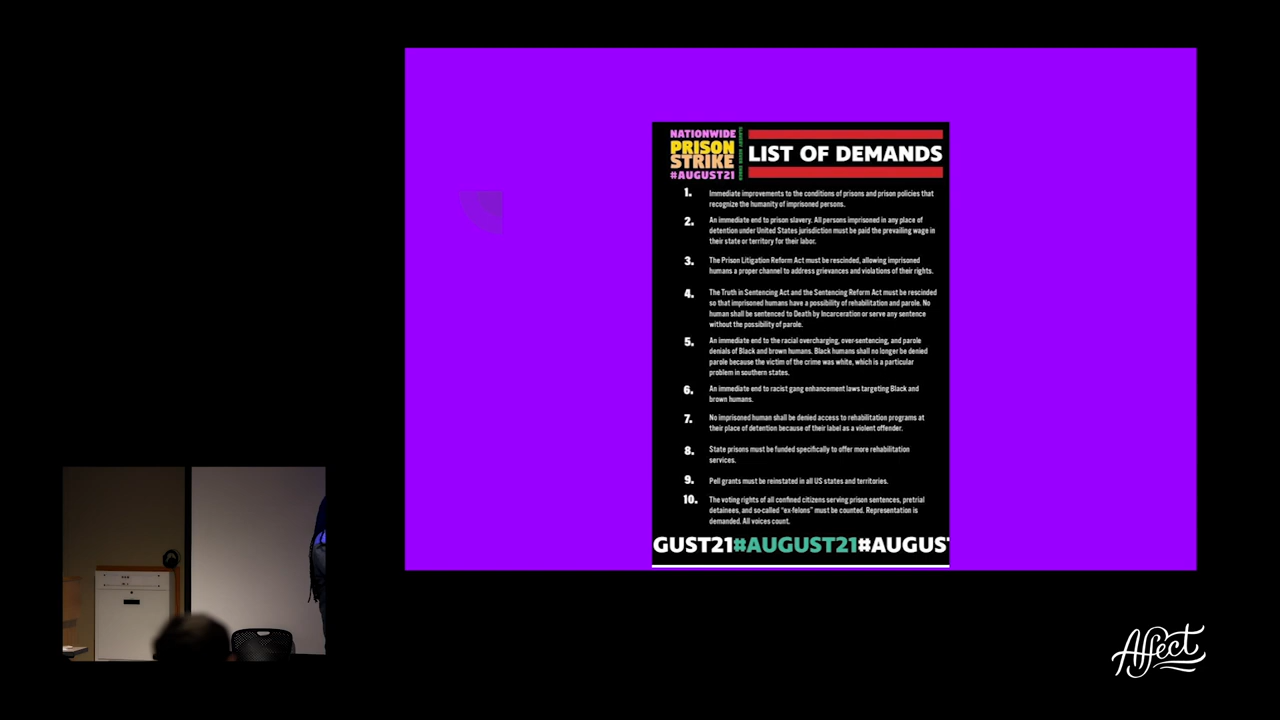 NATIONWIDE
PRISON
STRIKE
#AUGUST21
LIST OF DEMANDS
1. Immediate improvements to the conditions of prisons and prison policies that
recognize the humanity of imprisoned persons.
2. An immediate end to prison slavery. All persons imprisoned in any place of
detention under United States jurisdiction must be paid the prevailing wage in
their state or territory for their labor.
3. The Prison Litigation Reform Act must be rescinded, allowing imprisoned
humans a proper channel to address grievances and violations of their rights.
4. The Truth in Sentencing Act and the Sentencing Reform Act must be rescinded
so that imprisoned humans have a possibility of rehabilitation and parole. No
human shall be sentenced to Death by Incarceration or serve any sentence
without the possibility of parole.
5. An immediate end to the racial overcharging, over-sentencing, and parole
denials of Black and brown humans. Black humans shall no longer be denied
parole because the victim of the crime was white, which is a particular
problem in southern states.
6. An immediate end to racist gang enhancement laws targeting Black and
brown humans.
7. No imprisoned human shall be denied access to rehabilitation programs at
their place of detention because of their label as a violent offender.
8. State prisons must be funded specifically to offer more rehabilitation
services.
9. Pell grants must be reinstated in all US states and territories.
10. The voting rights of all confined citizens serving prison sentences, pretrial
detainees, and so-called "ex-felons" must be counted. Representation is
demanded. All voices count.
GUST21#AUGUST21#AUGUST
Affect